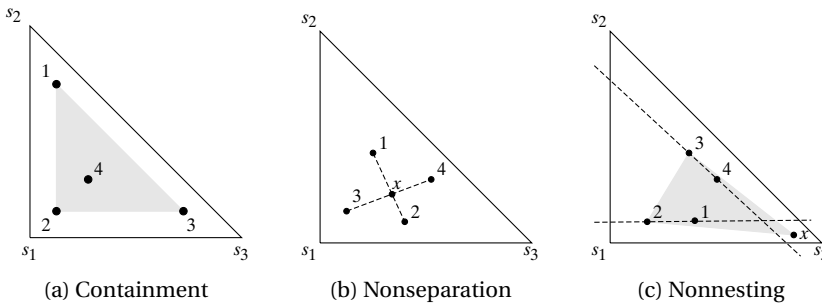 s2
1
4
2
3
s1
s3
(a) Containment
s2
1
4
3
x
2
s1
s3
(b) Nonseparation
s2
3
4
2
1
x
s1
(c) Nonnesting